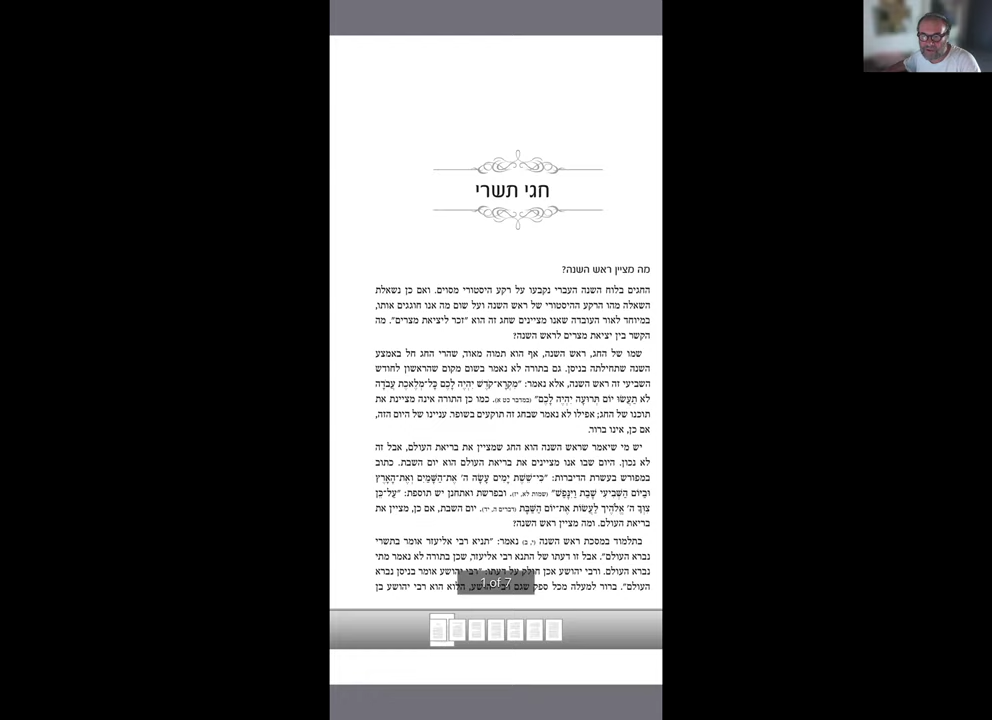 חגי תשרי
מה מציין ראש השנה?
החגים בלוח השנה העברי נקבעו על רקע היסטורי מסוים. ואם כן נשאלת
השאלה מהו הרקע ההיסטורי של ראש השנה ועל שום מה אנו חוגגים אותו,
במיוחד לאור העובדה שאנו מציינים שחג זה הוא "זכר ליציאת מצרים". מה
הקשר בין יציאת מצרים לראש השנה?
שמו של החג, ראש השנה, אף הוא תמוה מאוד, שהרי החג חל באמצע
השנה שתחילתה בניסן. גם בתורה לא נאמר בשום מקום שהראשון לחודש
השביעי זה ראש השנה, אלא נאמר: "מִקְרָא־קֹדֶשׁ יִהְיֶה לָכֶם כָּל־מְלֶאכֶת עֲבֹדָה
לֹא תַעֲשׂוּ יוֹם תְּרוּעָה יִהְיֶה לָכֶם" (במדבר כט א). כמו כן התורה אינה מציינת את
תוכנו של החג; אפילו לא נאמר שבחג זה תוקעים בשופר. עניינו של היום הזה,
אם כן, אינו ברור.
יש מי שיאמר שראש השנה הוא החג שמציין את בריאת העולם, אבל זה
לא נכון. היום שבו אנו מציינים את בריאת העולם הוא יום השבת. כתוב
במפורש בעשרת הדיברות: "כִּי־שֵׁשֶׁת יָמִים עָשָׂה ה' אֶת־הַשָּׁמַיִם וְאֶת־הָאָרֶץ
וּבַיּוֹם הַשְּׁבִיעִי שָׁבַת וַיִּנָּפַשׁ" (שמות לא, יז). ובפרשת ואתחנן יש תוספת: "עַל־כֵּן
צִוְּךָ ה' אֱלֹהֶיךָ לַעֲשׂוֹת אֶת־יוֹם הַשַּׁבָּת (דברים ה, יד). יום השבת, אם כן, מציין את
בריאת העולם. ומה מציין ראש השנה?
בתלמוד במסכת ראש השנה (י, ב) נאמר: "תניא רבי אליעזר אומר בתשרי
נברא העולם". אבל זו דעתו של התנא רבי אליעזר, שכן בתורה לא נאמר מתי
נברא העולם. ורבי יהושע אכן חולק על דעתו: "רבי יהושע אומר בניסן נברא
העולם". ברור למעלה מכל ספק שגם רבי יהושע, הלוא הוא רבי יהושע בן
1 of 7